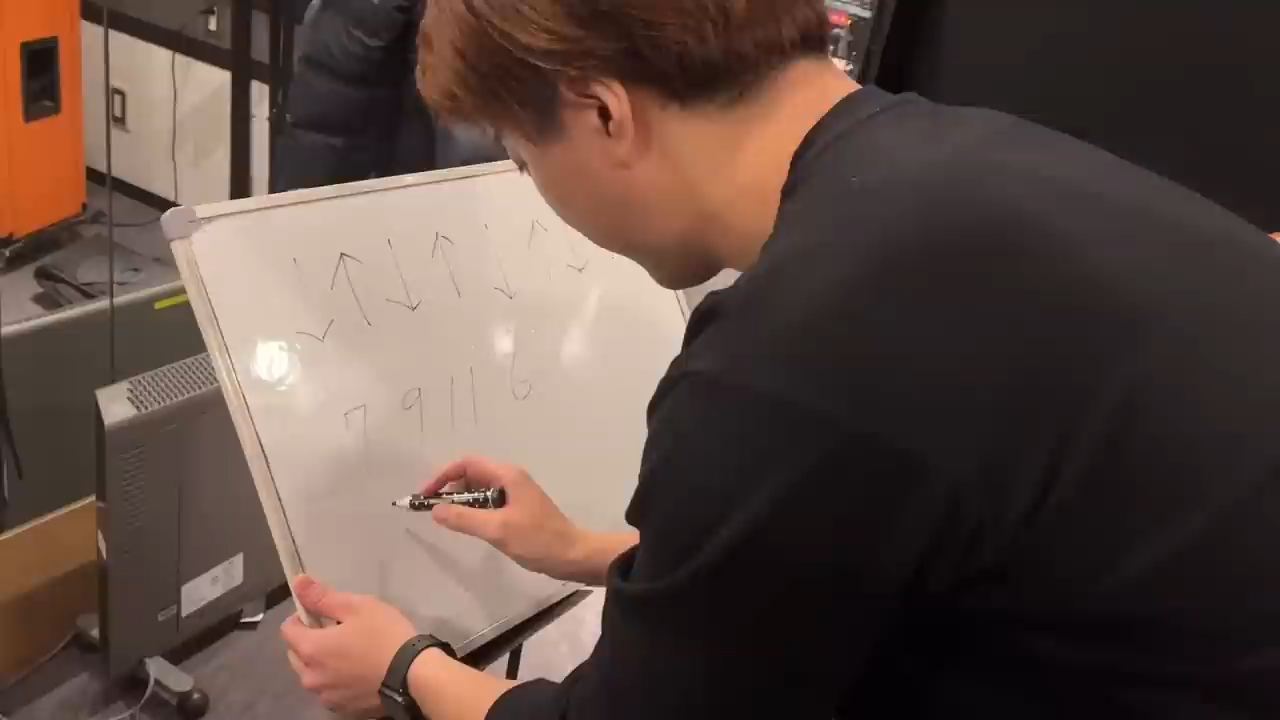 ↓ ↑ ↓ ↑ ↓ ↑ ↓
7 9 11 6